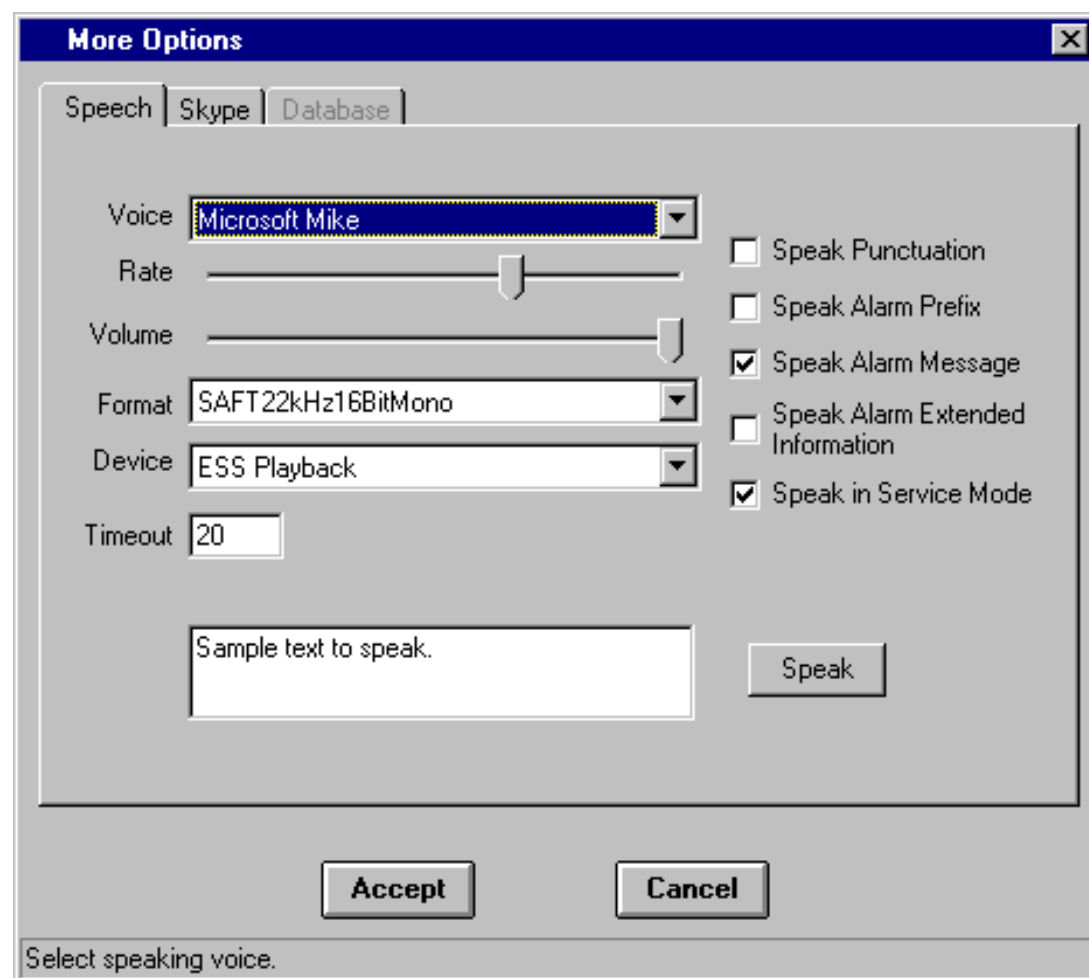 More Options
Speech Skype Database
Voice Microsoft Mike
Rate
Volume
Format SAFT22kHz16BitMono
Device ESS Playback
Timeout 20
Speak Punctuation
Speak Alarm Prefix
Speak Alarm Message
Speak Alarm Extended
Information
Speak in Service Mode
Sample text to speak.
Speak
Accept Cancel
Select speaking voice.